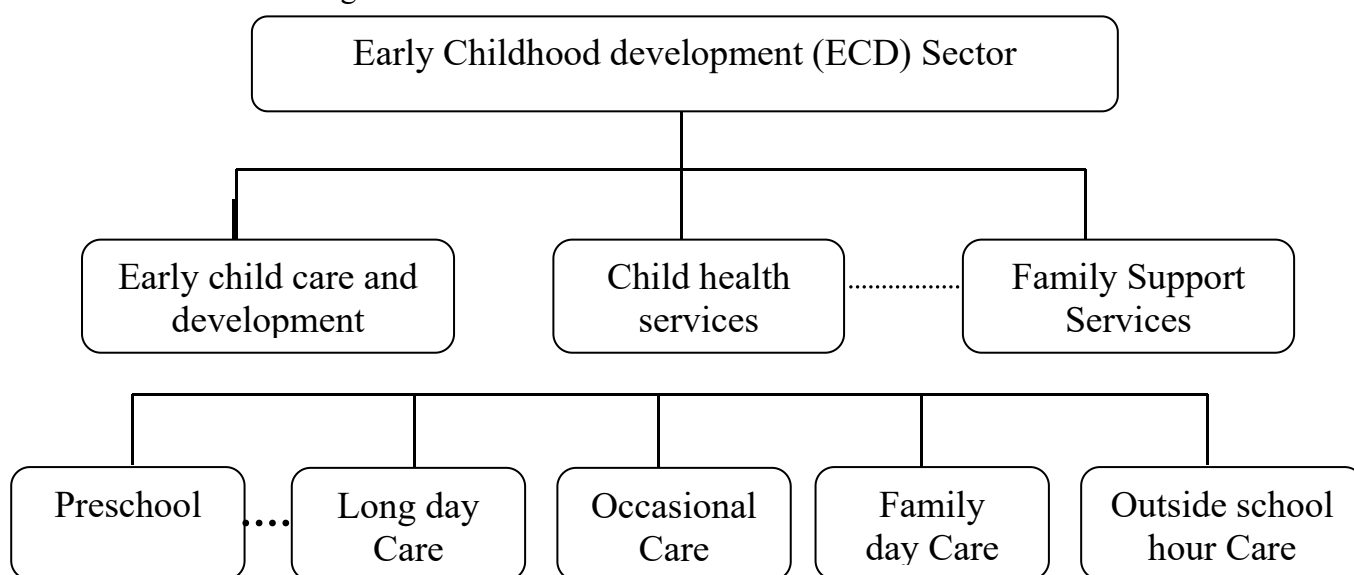 Early Childhood development (ECD) Sector
Early child care and
development
Child health
services
Family Support
Services
Preschool
Long day
Care
Occasional
Care
Family
day Care
Outside school
hour Care